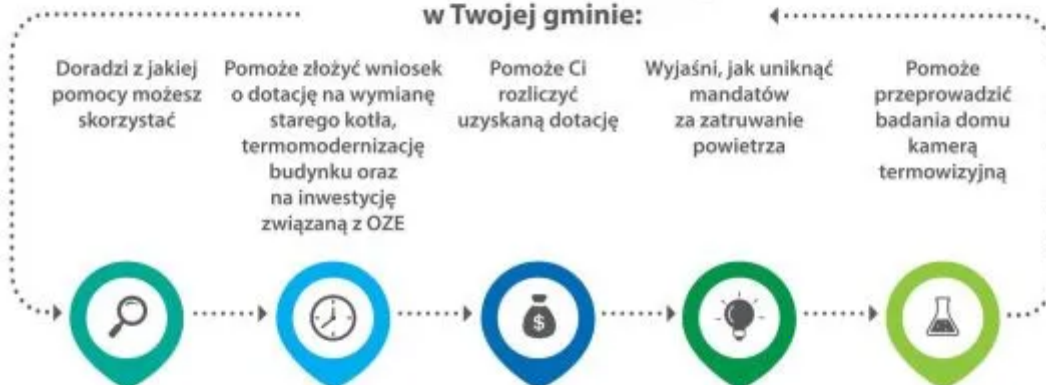 w Twojej gminie:
Doradzi z jakiej
pomocy możesz
skorzystać
Pomoże złożyć wniosek
o dotację na wymianę
starego kotła,
termomodernizację
budynku oraz
na inwestycję
związaną z OZE
Pomoże Ci
rozliczyć
uzyskaną dotację
Wyjaśni, jak uniknąć
mandatów
za zatruwanie
powietrza
Pomoże
przeprowadzić
badania domu
kamerą
termowizyjną
$